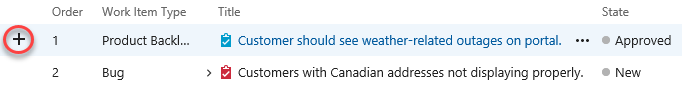 Order Work Item Type Title State
+ 1 Product Backl... Customer should see weather-related outages on portal. ... Approved
2 Bug > Customers with Canadian addresses not displaying properly. New